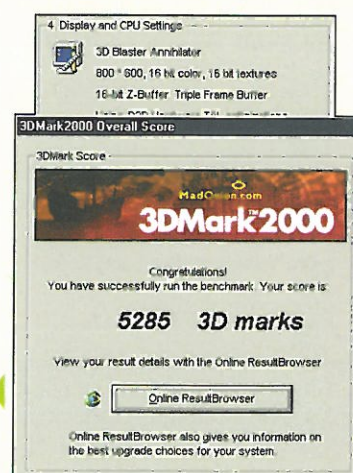 4. Display and CPU Settings
3D Blaster Annihilator
800 * 600, 16 bit color, 16 bit textures
16-bit Z-Buffer Triple Frame Buffer
3DMark2000 Overall Score
3DMark Score
MadOnion.com
3DMark™2000
Congratulations!
You have successfully run the benchmark. Your score is:
5285 3D marks
View your result details with the Online ResultBrowser
Online ResultBrowser
Online ResultBrowser also gives you information on
the best upgrade choices for your system.